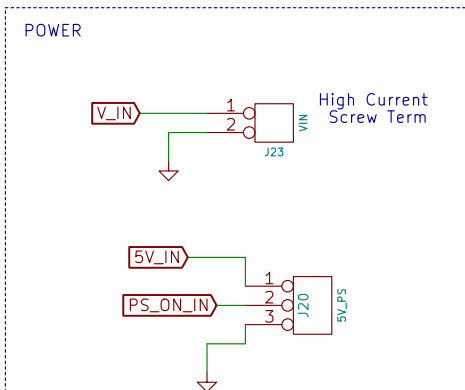 POWER
High Current
Screw Term
V_IN
1
2
VIN
J23
5V_IN
PS_ON_IN
1
2
3
J20
5V_PS